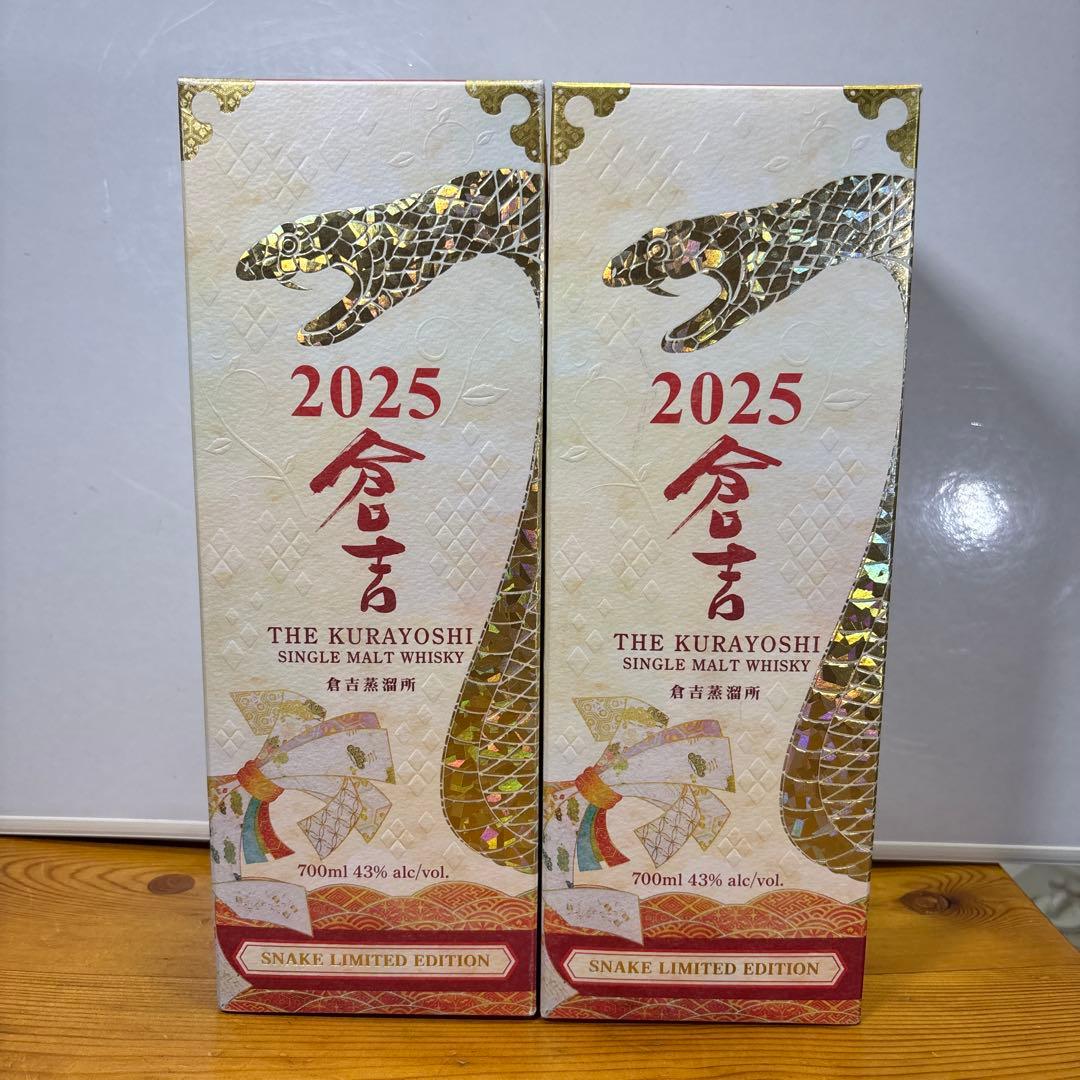 2025
倉吉
THE KURAYOSHI
SINGLE MALT WHISKY
倉吉蒸溜所
700ml 43% alc/vol.
SNAKE LIMITED EDITION
2025
倉吉
THE KURAYOSHI
SINGLE MALT WHISKY
倉吉蒸溜所
700ml 43% alc/vol.
SNAKE LIMITED EDITION